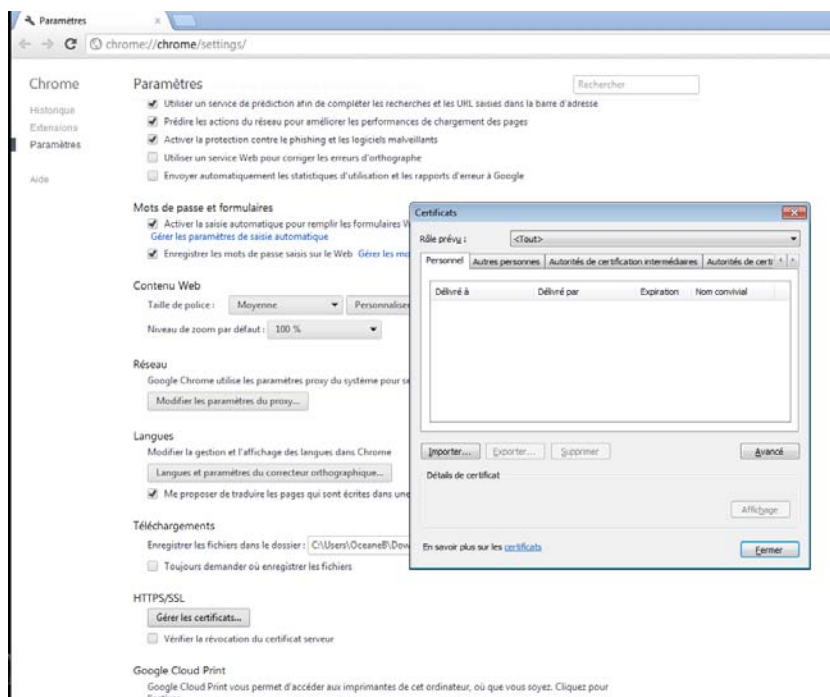 Paramètres
chrome://chrome/settings/
Chrome
Historique
Extensions
Paramètres
Aide
Paramètres
Rechercher
Utiliser un service de prédiction afin de compléter les recherches et les URL saisies dans la barre d'adresse
Prédire les actions du réseau pour améliorer les performances de chargement des pages
Activer la protection contre le phishing et les logiciels malveillants
Utiliser un service Web pour corriger les erreurs d'orthographe
Envoyer automatiquement les statistiques d'utilisation et les rapports d'erreur à Google
Mots de passe et formulaires
Activer la saisie automatique pour remplir les formulaires
Gérer les paramètres de saisie automatique
Enregistrer les mots de passe saisis sur le Web Gérer les
Contenu Web
Taille de police : Moyenne Personnaliser
Niveau de zoom par défaut : 100 %
Réseau
Google Chrome utilise les paramètres proxy du système pour
Modifier les paramètres du proxy...
Langues
Modifier la gestion et l'affichage des langues dans Chrome
Langues et paramètres du correcteur orthographique...
Me proposer de traduire les pages qui sont écrites dans une
Téléchargements
Enregistrer les fichiers dans le dossier : C:\Users\OceaneB\Dow
Toujours demander où enregistrer les fichiers
HTTPS/SSL
Gérer les certificats...
Vérifier la révocation du certificat serveur
Google Cloud Print
Google Cloud Print vous permet d'accéder aux imprimantes de cet ordinateur, où que vous soyez. Cliquez pour
Certificats
Rôle prévu : <Tout>
Personnel Autres personnes Autorités de certification intermédiaires Autorités de certi
Délivré à Délivré par Expiration Nom convivial
Importer... Exporter... Supprimer Avancé
Détails de certificat
Affichage
En savoir plus sur les certificats
Fermer